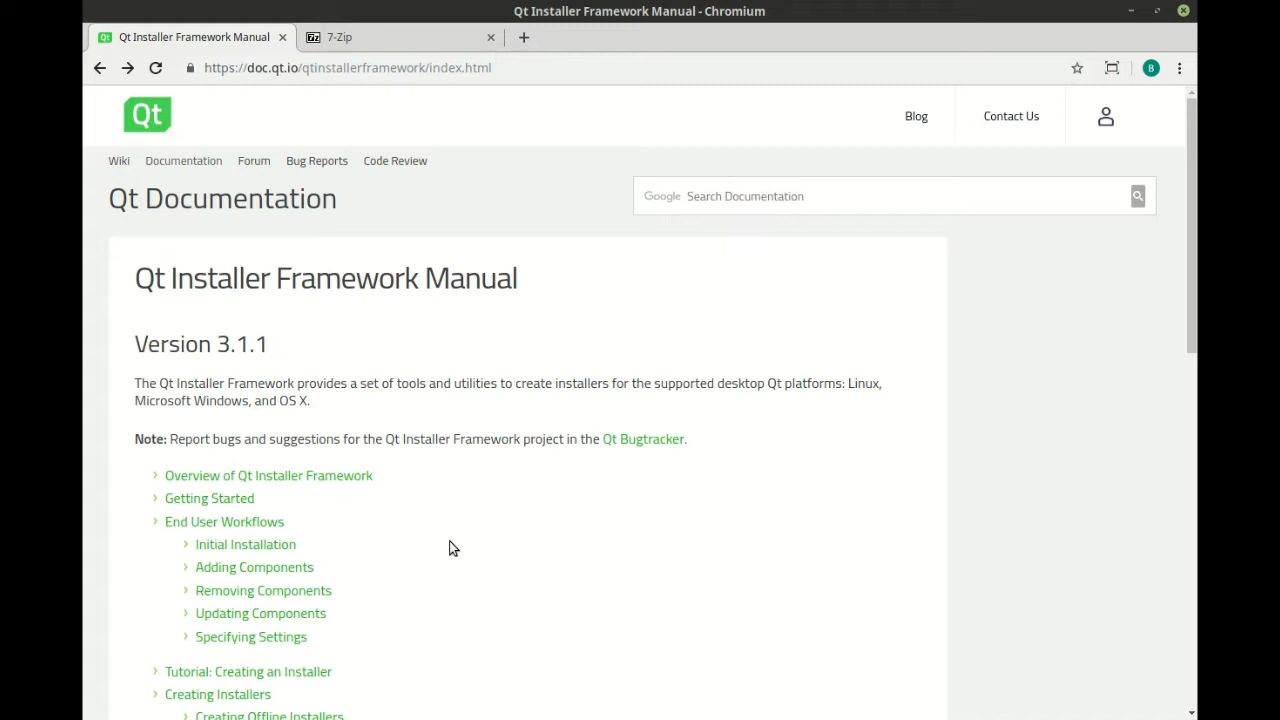 Qt Installer Framework Manual - Chromium
Qt Qt Installer Framework Manual
7z 7-Zip
https://doc.qt.io/qtinstallerframework/index.html
B
Qt
Blog
Contact Us
Wiki Documentation Forum Bug Reports Code Review
Qt Documentation
Google Search Documentation
Qt Installer Framework Manual
Version 3.1.1
The Qt Installer Framework provides a set of tools and utilities to create installers for the supported desktop Qt platforms: Linux,
Microsoft Windows, and OS X.
Note: Report bugs and suggestions for the Qt Installer Framework project in the Qt Bugtracker.
Overview of Qt Installer Framework
Getting Started
End User Workflows
Initial Installation
Adding Components
Removing Components
Updating Components
Specifying Settings
Tutorial: Creating an Installer
Creating Installers
Creating Offline Installers